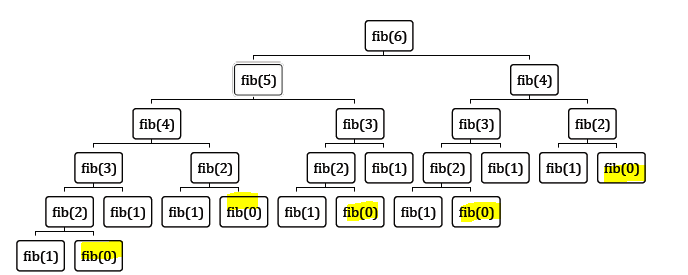 fib(6)
fib(5) fib(4)
fib(4) fib(3) fib(3) fib(2)
fib(3) fib(2) fib(2) fib(1) fib(2) fib(1) fib(1) fib(0)
fib(2) fib(1) fib(1) fib(0) fib(1) fib(0) fib(1) fib(0)
fib(1) fib(0)